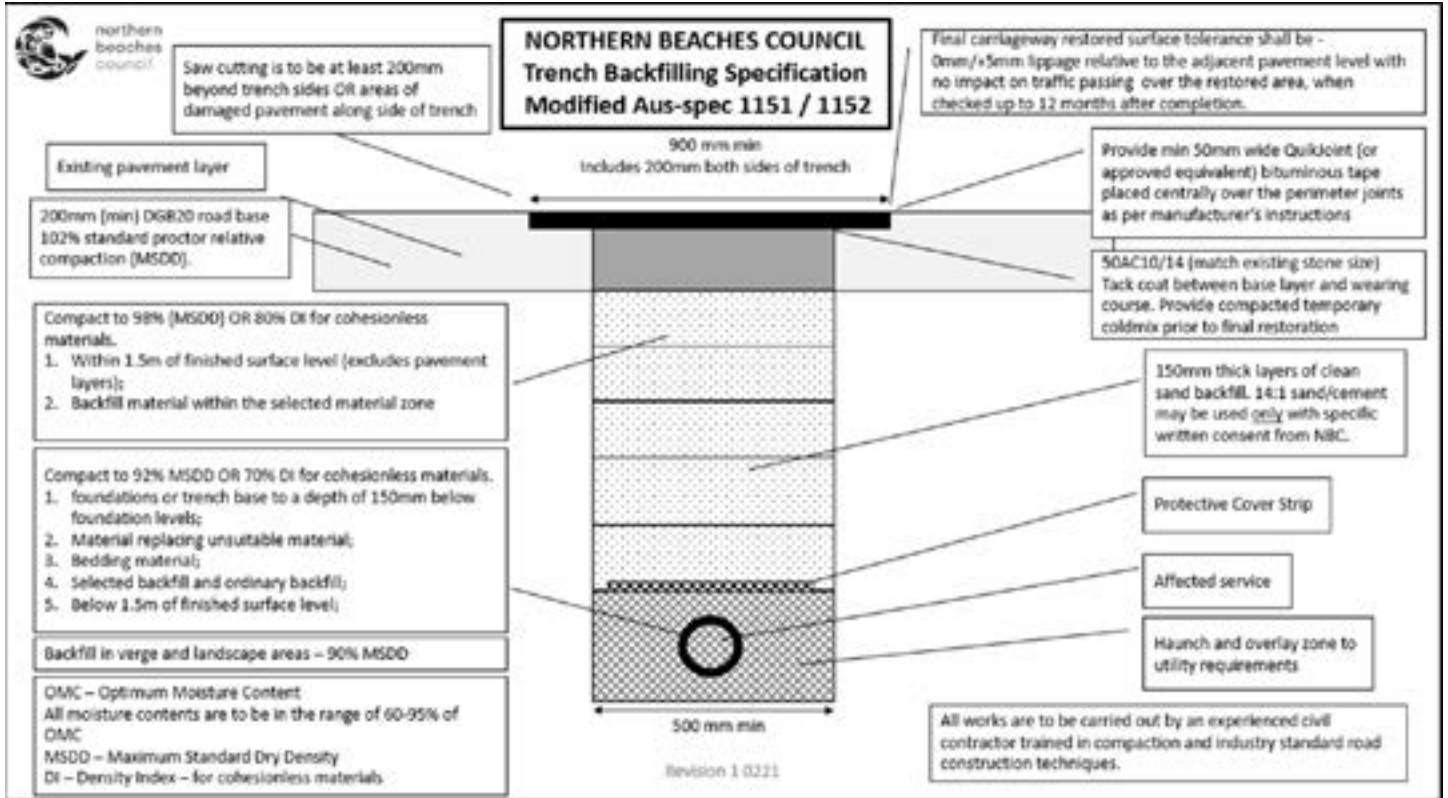 northern
beaches
council
NORTHERN BEACHES COUNCIL
Trench Backfilling Specification
Modified Aus-spec 1151 / 1152
Saw cutting is to be at least 200mm
beyond trench sides OR areas of
damaged pavement along side of trench
Final carriageway restored surface tolerance shall be -
0mm/+5mm lippage relative to the adjacent pavement level with
no impact on traffic passing over the restored area, when
checked up to 12 months after completion.
900 mm min
Includes 200mm both sides of trench
Existing pavement layer
Provide min 50mm wide QuikJoint (or
approved equivalent) bituminous tape
placed centrally over the perimeter joints
as per manufacturer's instructions
200mm (min) DGB20 road base
102% standard proctor relative
compaction (MSDD).
50AC10/14 (match existing stone size)
Tack coat between base layer and wearing
course. Provide compacted temporary
coldmix prior to final restoration
Compact to 98% (MSDD) OR 80% DI for cohesionless
materials.
1. Within 1.5m of finished surface level (excludes pavement
layers);
2. Backfill material within the selected material zone
150mm thick layers of clean
sand backfill. 14:1 sand/cement
may be used only with specific
written consent from NBC.
Compact to 92% MSDD OR 70% DI for cohesionless materials.
1. foundations or trench base to a depth of 150mm below
foundation levels;
2. Material replacing unsuitable material;
3. Bedding material;
4. Selected backfill and ordinary backfill;
5. Below 1.5m of finished surface level;
Protective Cover Strip
Affected service
Haunch and overlay zone to
utility requirements
Backfill in verge and landscape areas – 90% MSDD
OMC – Optimum Moisture Content
All moisture contents are to be in the range of 60-95% of
OMC
MSDD – Maximum Standard Dry Density
DI – Density Index – for cohesionless materials
500 mm min
Revision 1 0221
All works are to be carried out by an experienced civil
contractor trained in compaction and industry standard road
construction techniques.